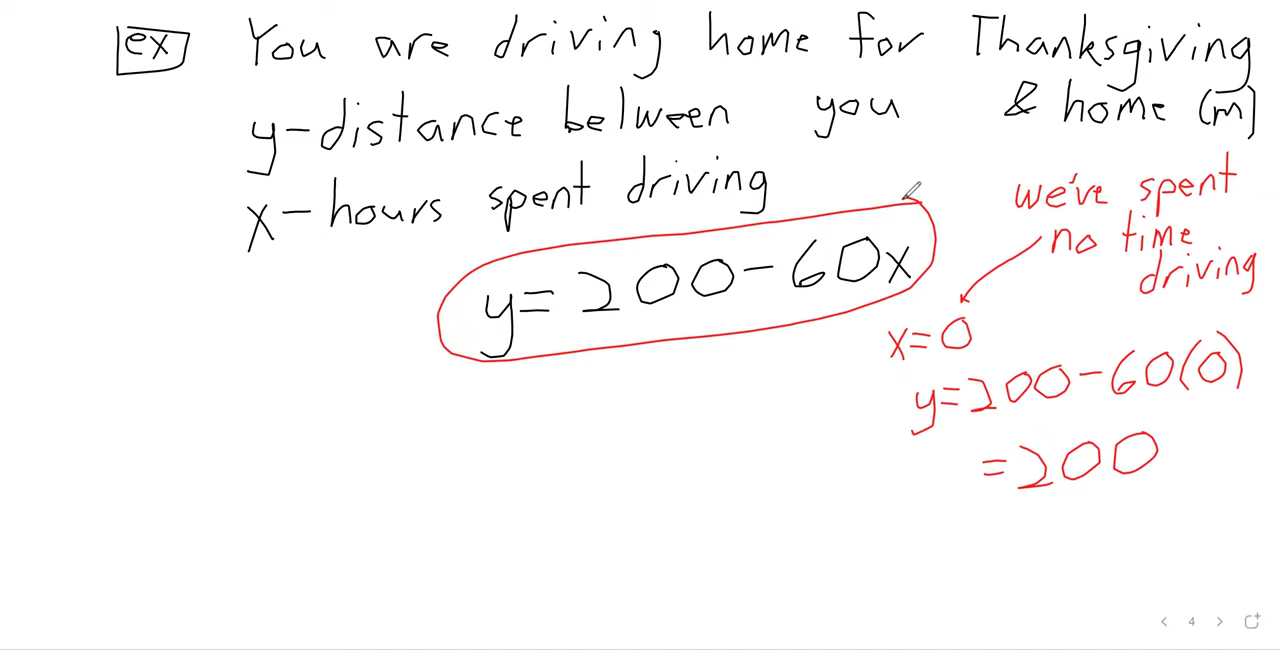 ex You are driving home for Thanksgiving
y-distance between you & home (m)
x-hours spent driving
y=200-60x
we've spent
no time
driving
x=0
y=200-60(0)
=200
< 4 >